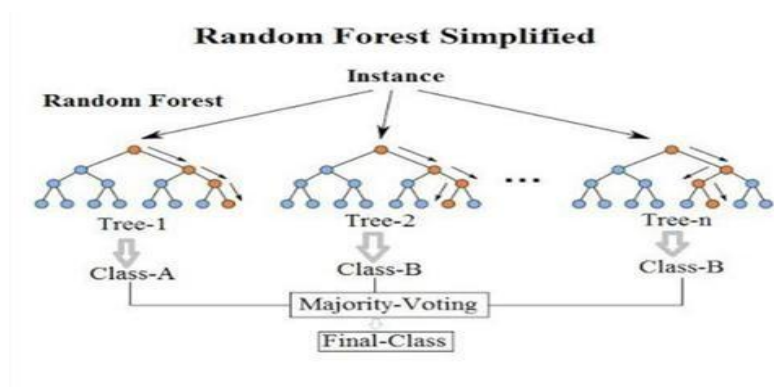 Random Forest Simplified
Instance
Random Forest
...
Tree-1 Tree-2 Tree-n
Class-A Class-B Class-B
Majority-Voting
Final-Class